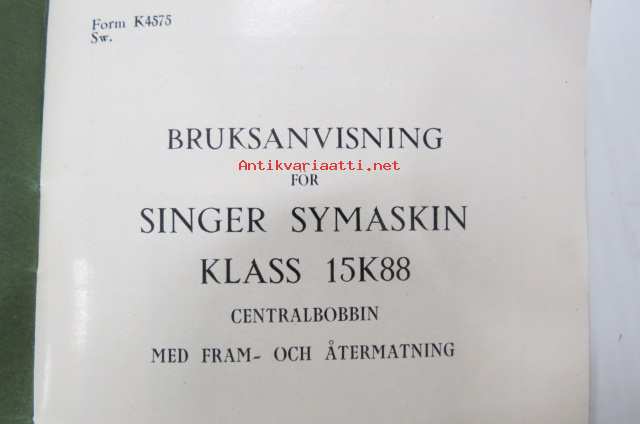 Form K4575
Sw.
BRUKSANVISNING
Antikvariaatti.net
FÖR
SINGER SYMASKIN
KLASS 15K88
CENTRALBOBBIN
MED FRAM- OCH ÅTERMATNING